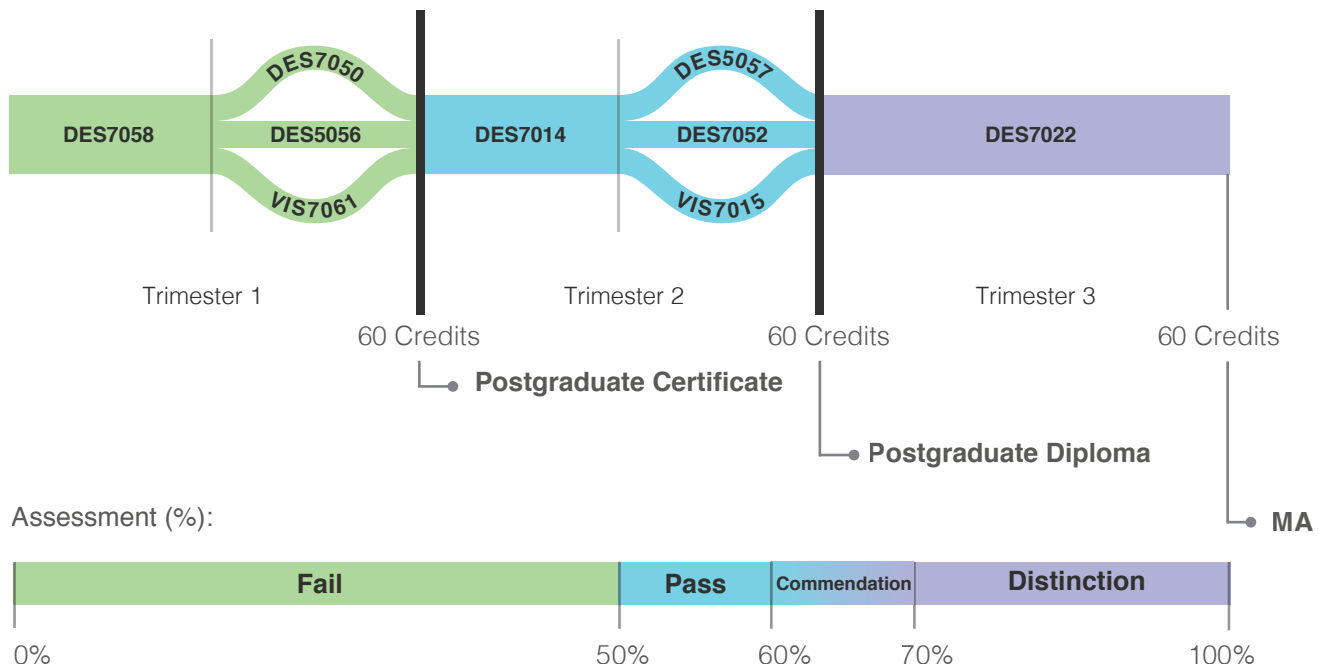 DES7050
DES7058
DES5056
VIS7061
DES5057
DES7014
DES7052
VIS7015
DES7022
Trimester 1
Trimester 2
Trimester 3
60 Credits
60 Credits
60 Credits
Postgraduate Certificate
Postgraduate Diploma
MA
Assessment (%):
Fail
Pass
Commendation
Distinction
0%
50%
60%
70%
100%